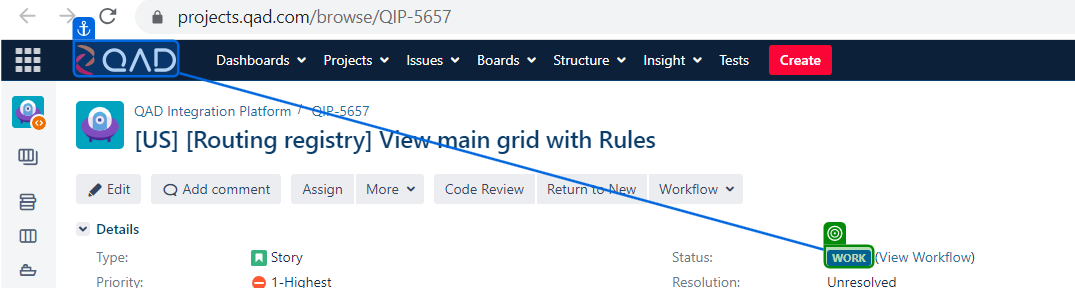 projects.qad.com/browse/QIP-5657
QAD Dashboards Projects Issues Boards Structure Insight Tests Create
QAD Integration Platform / QIP-5657
[US] [Routing registry] View main grid with Rules
Edit Add comment Assign More Code Review Return to New Workflow
Details
Type: Story Status: WORK (View Workflow)
Priority: 1-Highest Resolution: Unresolved